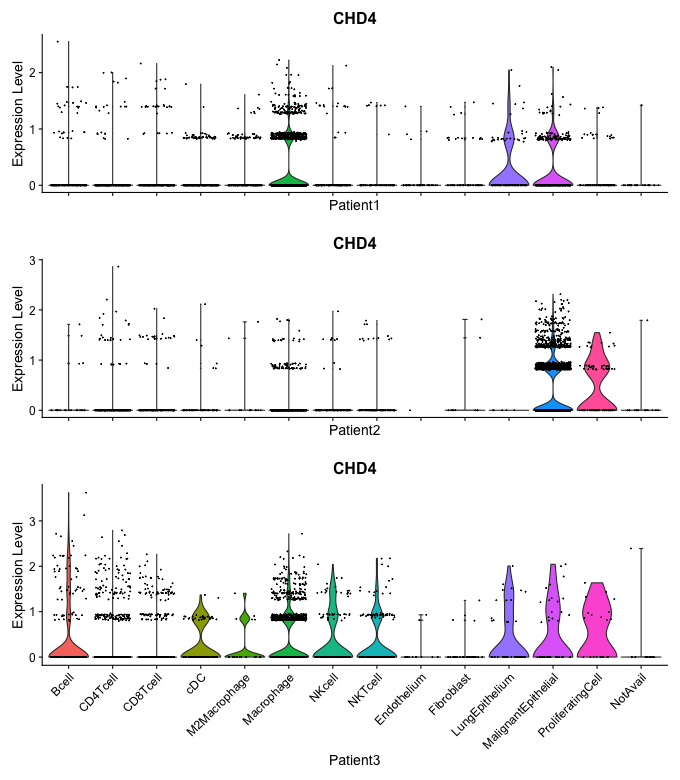 CHD4
Expression Level
2
1
0
Patient1
CHD4
Expression Level
3
2
1
0
Patient2
CHD4
Expression Level
3
2
1
0
Bcell
CD4Tcell
CD8Tcell
cDC
M2Macrophage
Macrophage
NKcell
NKTcell
Endothelium
Fibroblast
LungEpithelium
MalignantEpithelial
ProliferatingCell
NotAvail
Patient3